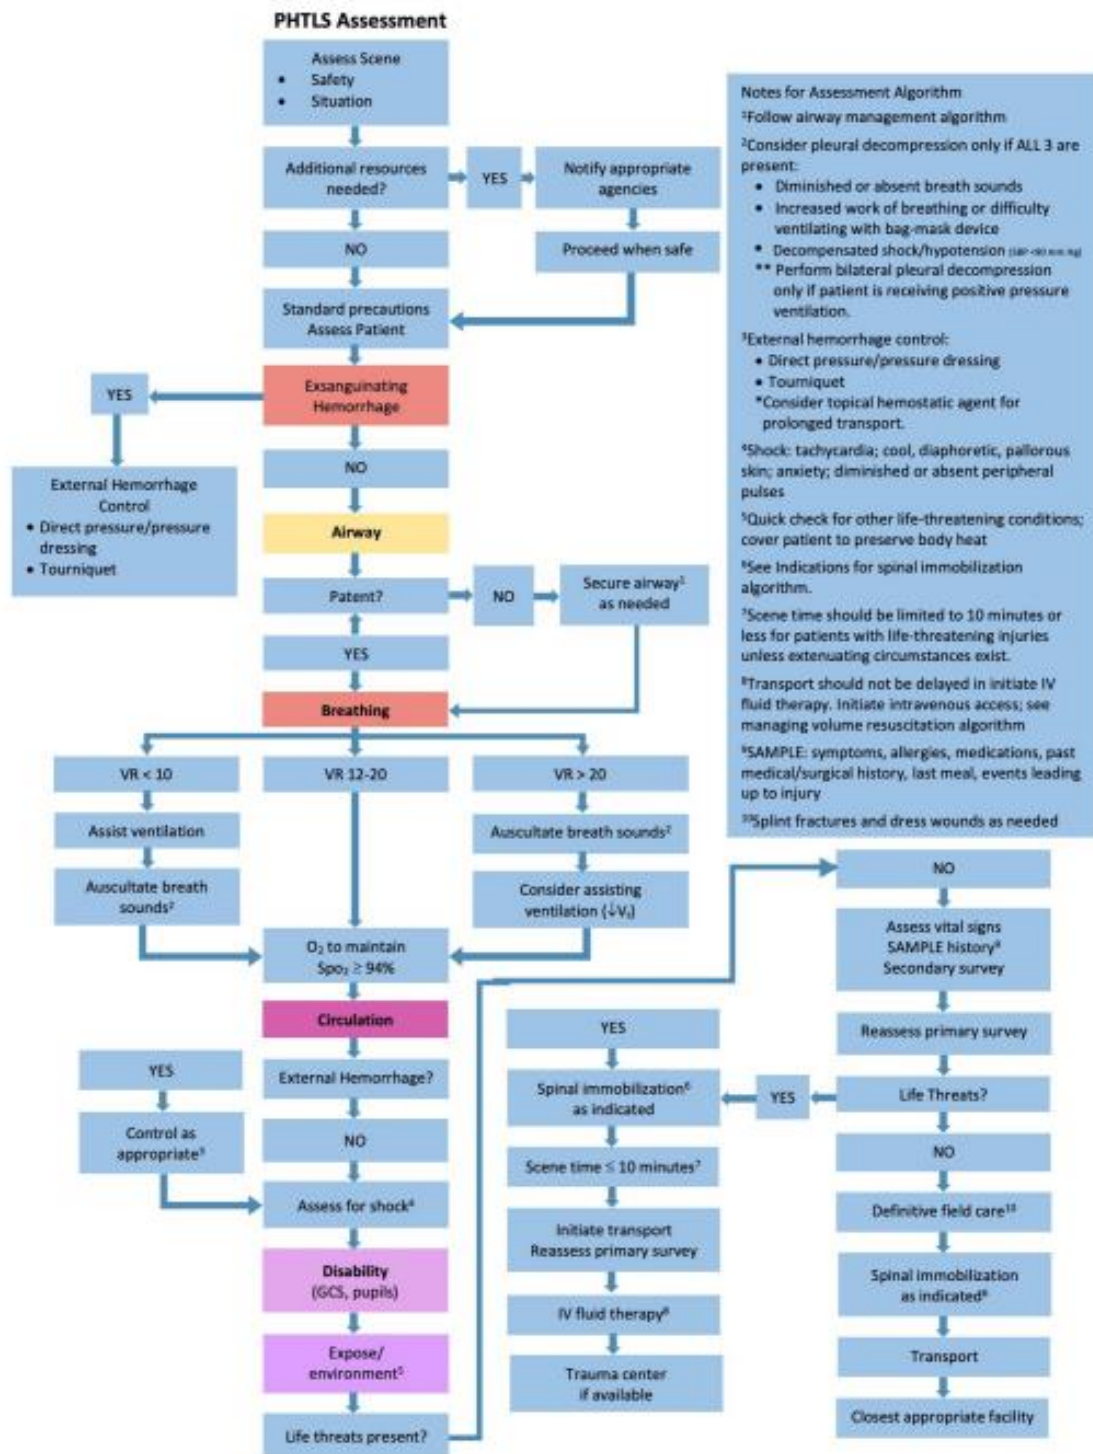 PHTLS Assessment
Assess Scene
• Safety
• Situation
Additional resources
needed?
YES
Notify appropriate
agencies
NO
Proceed when safe
Standard precautions
Assess Patient
YES
Exsanguinating
Hemorrhage
NO
External Hemorrhage
Control
• Direct pressure/pressure
dressing
• Tourniquet
Airway
Patent?
NO
Secure airway¹
as needed
YES
Breathing
VR < 10
VR 12-20
VR > 20
Assist ventilation
Auscultate breath sounds²
Auscultate breath
sounds²
Consider assisting
ventilation (↓Vₜ)
O₂ to maintain
Spo₂ ≥ 94%
Circulation
YES
External Hemorrhage?
Control as
appropriate³
NO
Assess for shock⁴
Disability
(GCS, pupils)
Expose/
environment⁵
Life threats present?
YES
Spinal immobilization⁶
as indicated
Scene time ≤ 10 minutes⁷
Initiate transport
Reassess primary survey
IV fluid therapy⁸
Trauma center
if available
Notes for Assessment Algorithm
¹Follow airway management algorithm
²Consider pleural decompression only if ALL 3 are
present:
• Diminished or absent breath sounds
• Increased work of breathing or difficulty
ventilating with bag-mask device
• Decompensated shock/hypotension (SBP <90 mm Hg)
** Perform bilateral pleural decompression
only if patient is receiving positive pressure
ventilation.
³External hemorrhage control:
• Direct pressure/pressure dressing
• Tourniquet
*Consider topical hemostatic agent for
prolonged transport.
⁴Shock: tachycardia; cool, diaphoretic, pallorous
skin; anxiety; diminished or absent peripheral
pulses
⁵Quick check for other life-threatening conditions;
cover patient to preserve body heat
⁶See Indications for spinal immobilization
algorithm.
⁷Scene time should be limited to 10 minutes or
less for patients with life-threatening injuries
unless extenuating circumstances exist.
⁸Transport should not be delayed in initiate IV
fluid therapy. Initiate intravenous access; see
managing volume resuscitation algorithm
⁹SAMPLE: symptoms, allergies, medications, past
medical/surgical history, last meal, events leading
up to injury
¹⁰Splint fractures and dress wounds as needed
NO
Assess vital signs
SAMPLE history⁹
Secondary survey
Reassess primary survey
Life Threats?
YES
NO
Definitive field care¹⁰
Spinal immobilization
as indicated⁶
Transport
Closest appropriate facility